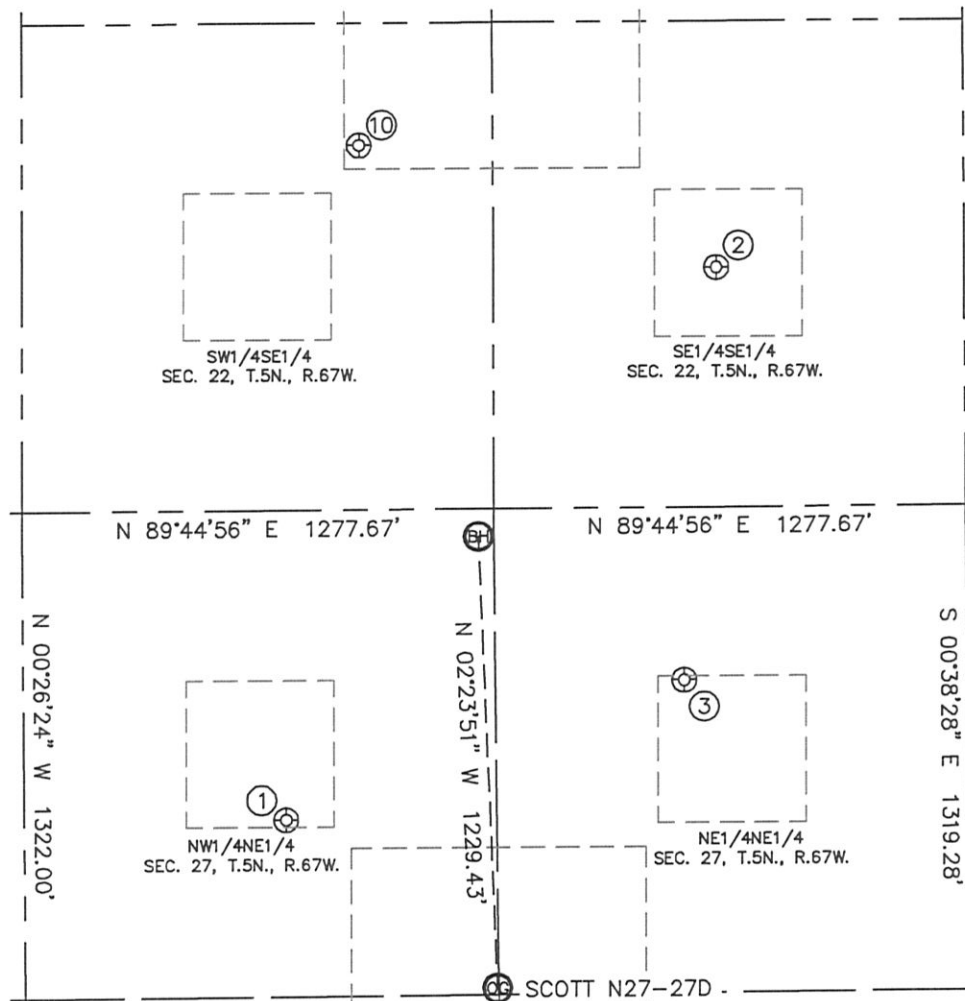 10
2
SW1/4SE1/4
SEC. 22, T.5N., R.67W.
SE1/4SE1/4
SEC. 22, T.5N., R.67W.
N 89°44'56" E 1277.67'
N 89°44'56" E 1277.67'
BH
N 00°26'24" W 1322.00'
N 02°23'51" W 1229.43'
S 00°38'28" E 1319.28'
3
1
NW1/4NE1/4
SEC. 27, T.5N., R.67W.
NE1/4NE1/4
SEC. 27, T.5N., R.67W.
OG SCOTT N27-27D